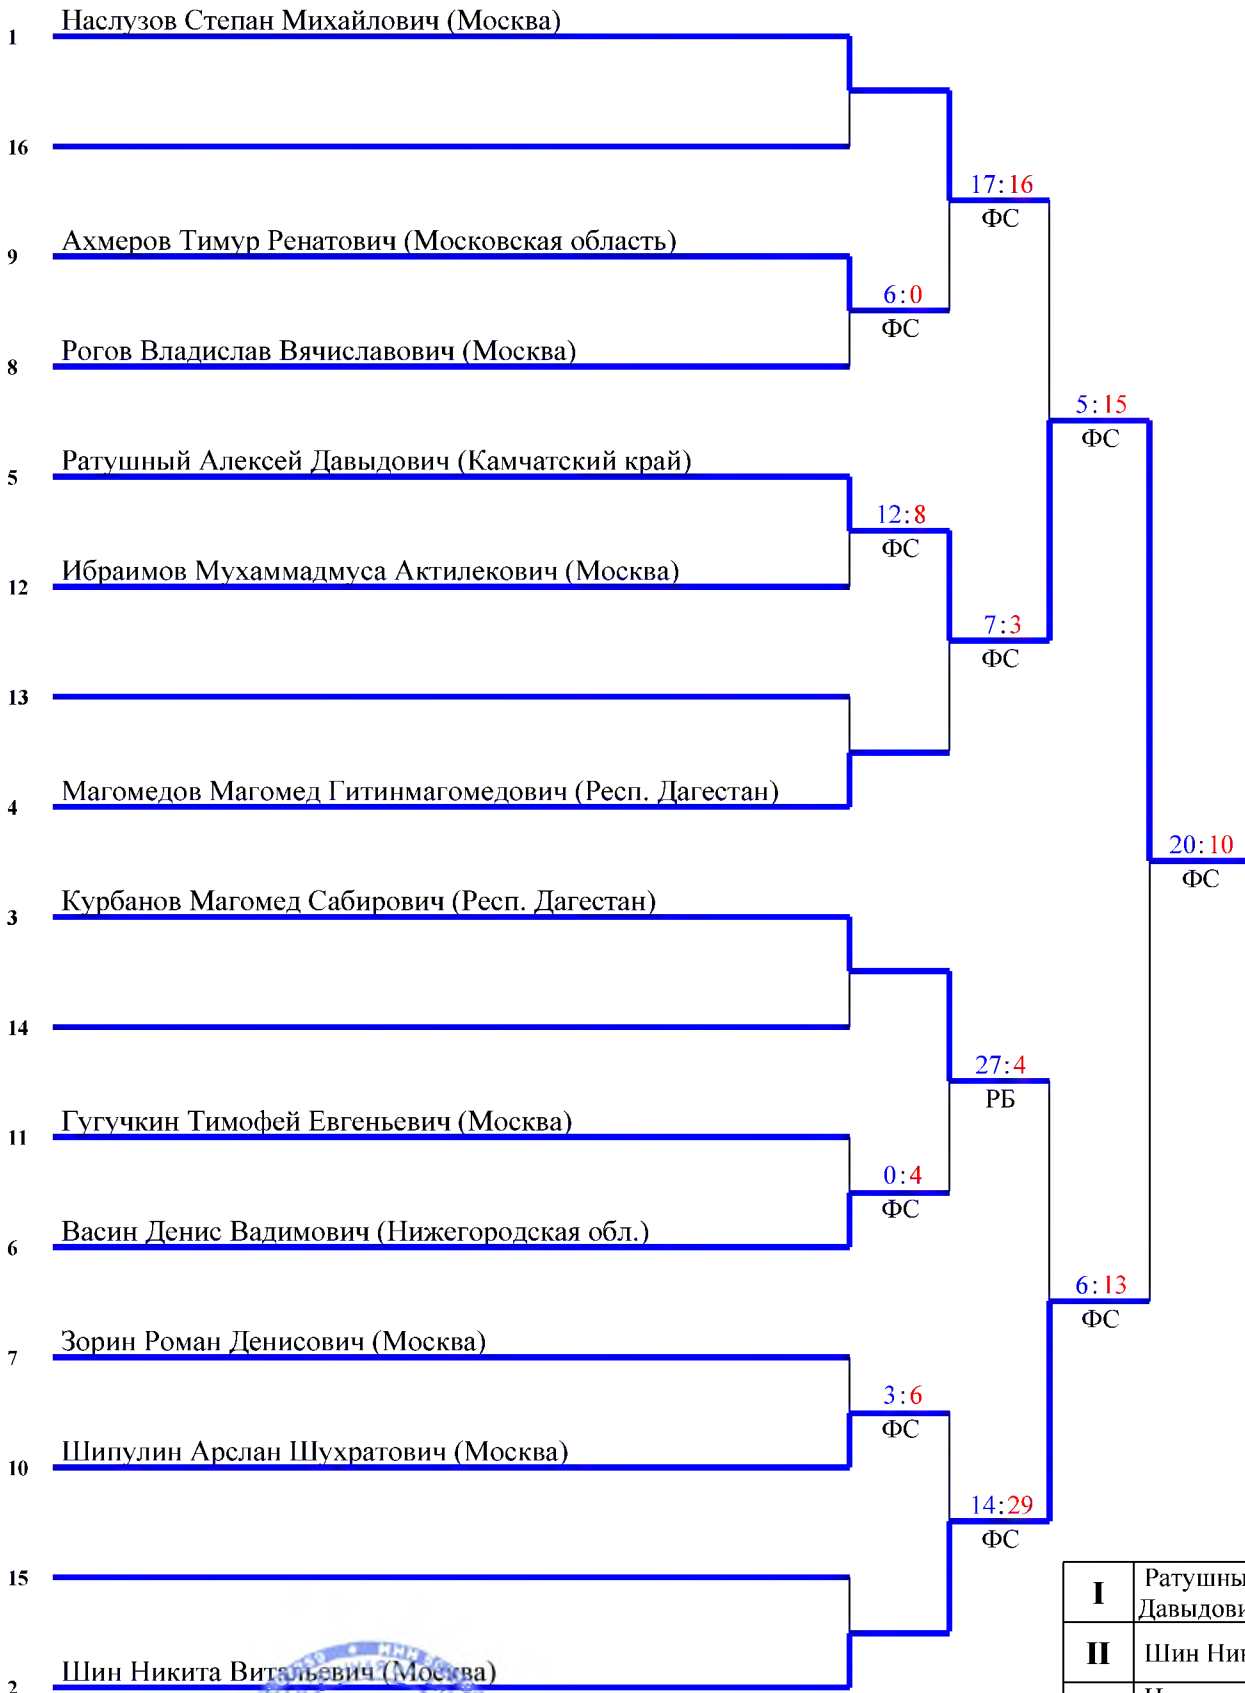 Наслузов Степан Михайлович (Москва)
1
16
17:16
ФС
Ахмеров Тимур Ренатович (Московская область)
9
6:0
ФС
Рогов Владислав Вячиславович (Москва)
8
5:15
ФС
Ратушный Алексей Давыдович (Камчатский край)
5
12:8
ФС
Ибраимов Мухаммадмуса Актилекович (Москва)
12
7:3
ФС
13
Магомедов Магомед Гитинмагомедович (Респ. Дагестан)
4
20:10
ФС
Курбанов Магомед Сабирович (Респ. Дагестан)
3
14
27:4
РБ
Гугучкин Тимофей Евгеньевич (Москва)
11
0:4
ФС
Васин Денис Вадимович (Нижегородская обл.)
6
6:13
ФС
Зорин Роман Денисович (Москва)
7
3:6
ФС
Шипулин Арслан Шухратович (Москва)
10
14:29
ФС
15
I Ратушны
Давыдови
II Шин Ни
Шин Никита Витальевич (Москва)
2